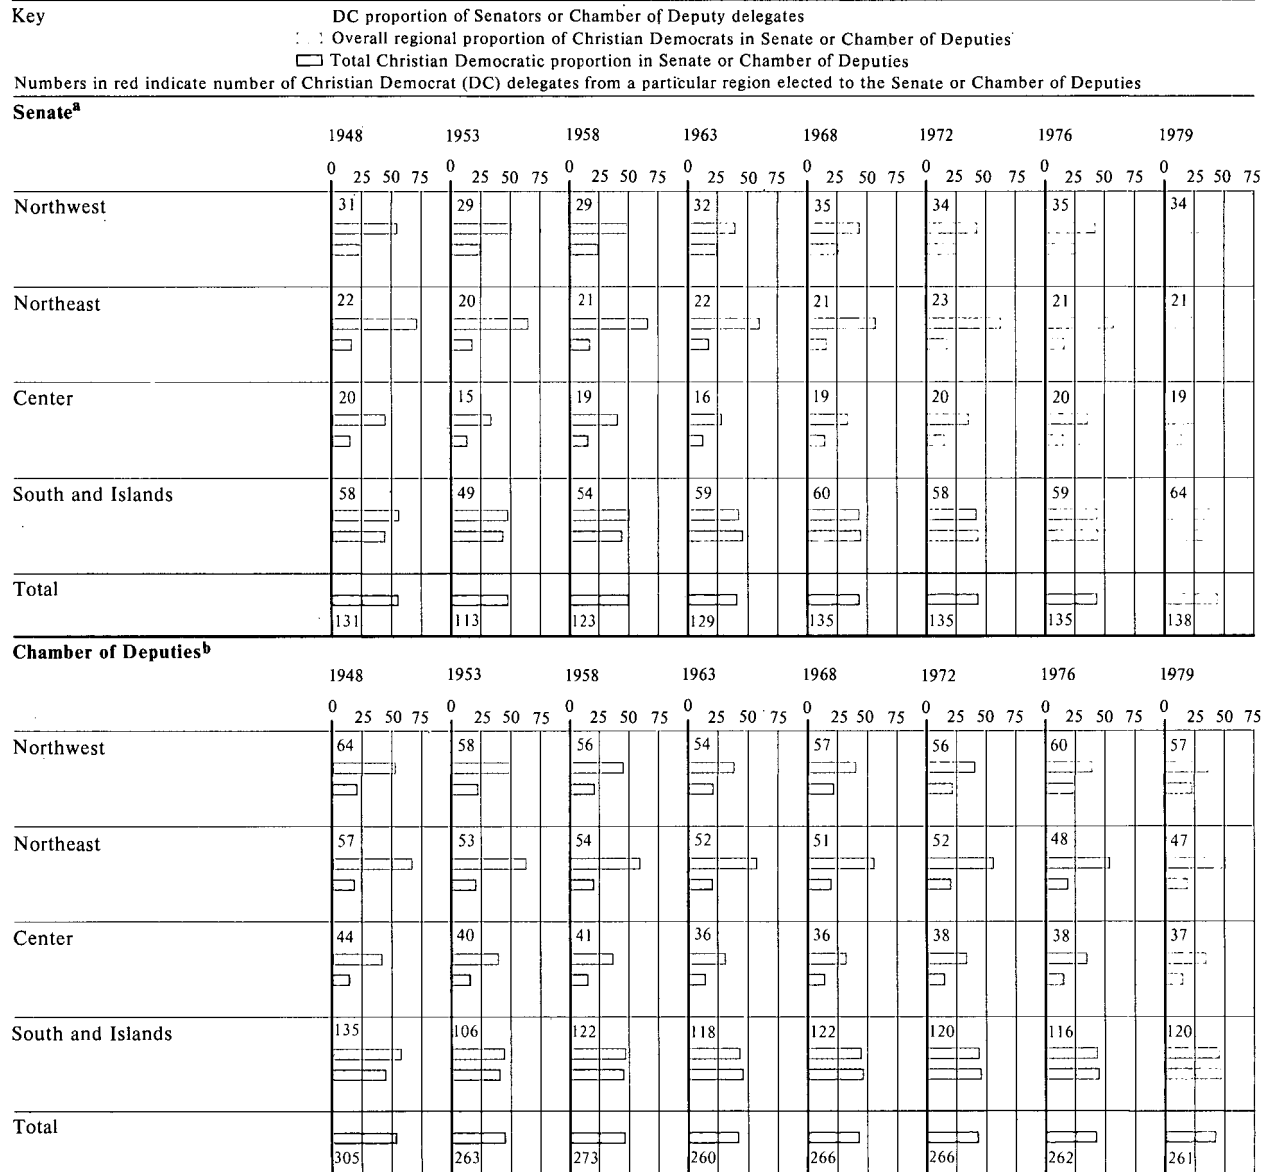 Key
DC proportion of Senators or Chamber of Deputy delegates
Overall regional proportion of Christian Democrats in Senate or Chamber of Deputies
Total Christian Democratic proportion in Senate or Chamber of Deputies
Numbers in red indicate number of Christian Democrat (DC) delegates from a particular region elected to the Senate or Chamber of Deputies
Senate a
1948 1953 1958 1963 1968 1972 1976 1979
0 25 50 75 0 25 50 75 0 25 50 75 0 25 50 75 0 25 50 75 0 25 50 75 0 25 50 75 0 25 50 75
Northwest 31 29 29 32 35 34 35 34
Northeast 22 20 21 22 21 23 21 21
Center 20 15 19 16 19 20 20 19
South and Islands 58 49 54 59 60 58 59 64
Total
131 113 123 129 135 135 135 138
Chamber of Deputies b
1948 1953 1958 1963 1968 1972 1976 1979
0 25 50 75 0 25 50 75 0 25 50 75 0 25 50 75 0 25 50 75 0 25 50 75 0 25 50 75 0 25 50 75
Northwest 64 58 56 54 57 56 60 57
Northeast 57 53 54 52 51 52 48 47
Center 44 40 41 36 36 38 38 37
South and Islands 135 106 122 118 122 120 116 120
Total
305 263 273 260 266 266 262 261